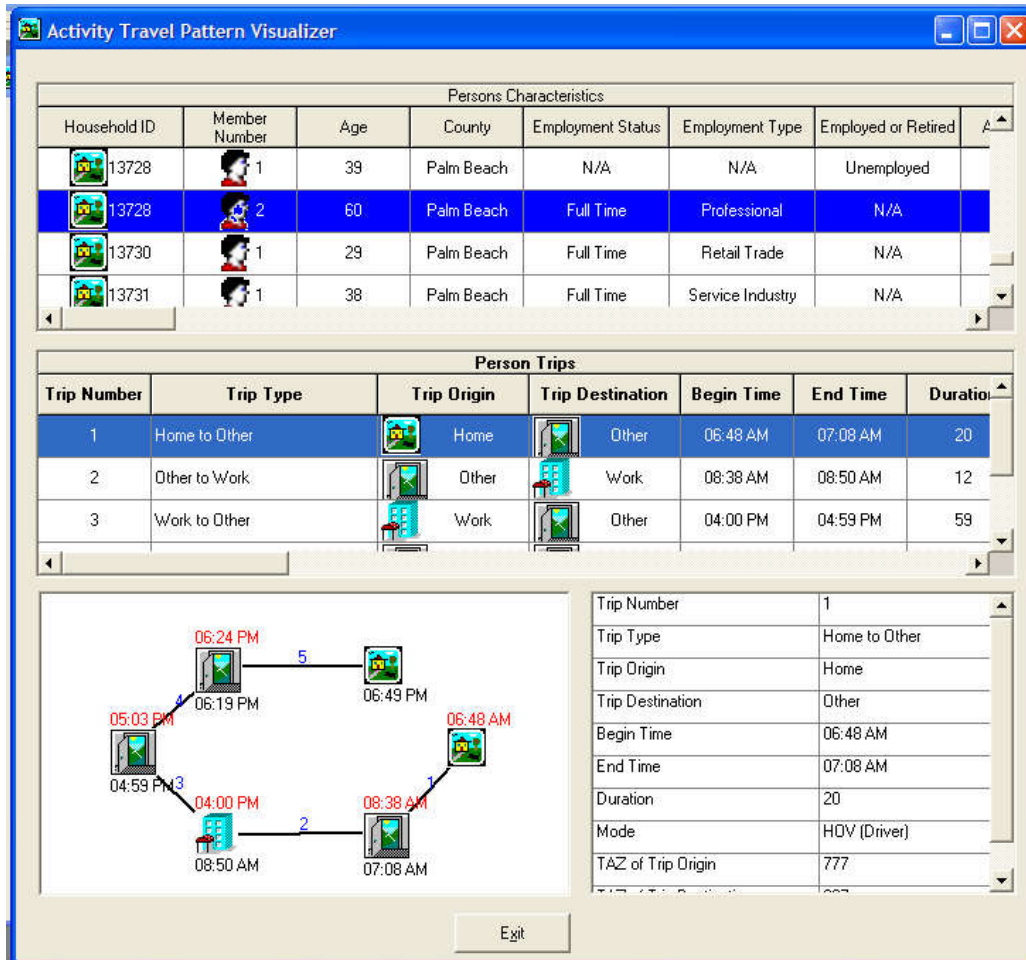 Activity Travel Pattern Visualizer
Persons Characteristics
Household ID Member Number Age County Employment Status Employment Type Employed or Retired A
13728 1 39 Palm Beach N/A N/A Unemployed
13728 2 60 Palm Beach Full Time Professional N/A
13730 1 29 Palm Beach Full Time Retail Trade N/A
13731 1 38 Palm Beach Full Time Service Industry N/A
Person Trips
Trip Number Trip Type Trip Origin Trip Destination Begin Time End Time Duration
1 Home to Other Home Other 06:48 AM 07:08 AM 20
2 Other to Work Other Work 08:38 AM 08:50 AM 12
3 Work to Other Work Other 04:00 PM 04:59 PM 59
06:24 PM
5
06:19 PM
06:49 PM
4
05:03 PM
06:48 AM
04:59 PM
3
1
04:00 PM
08:38 AM
2
08:50 AM
07:08 AM
Trip Number 1
Trip Type Home to Other
Trip Origin Home
Trip Destination Other
Begin Time 06:48 AM
End Time 07:08 AM
Duration 20
Mode HOV (Driver)
TAZ of Trip Origin 777
Exit